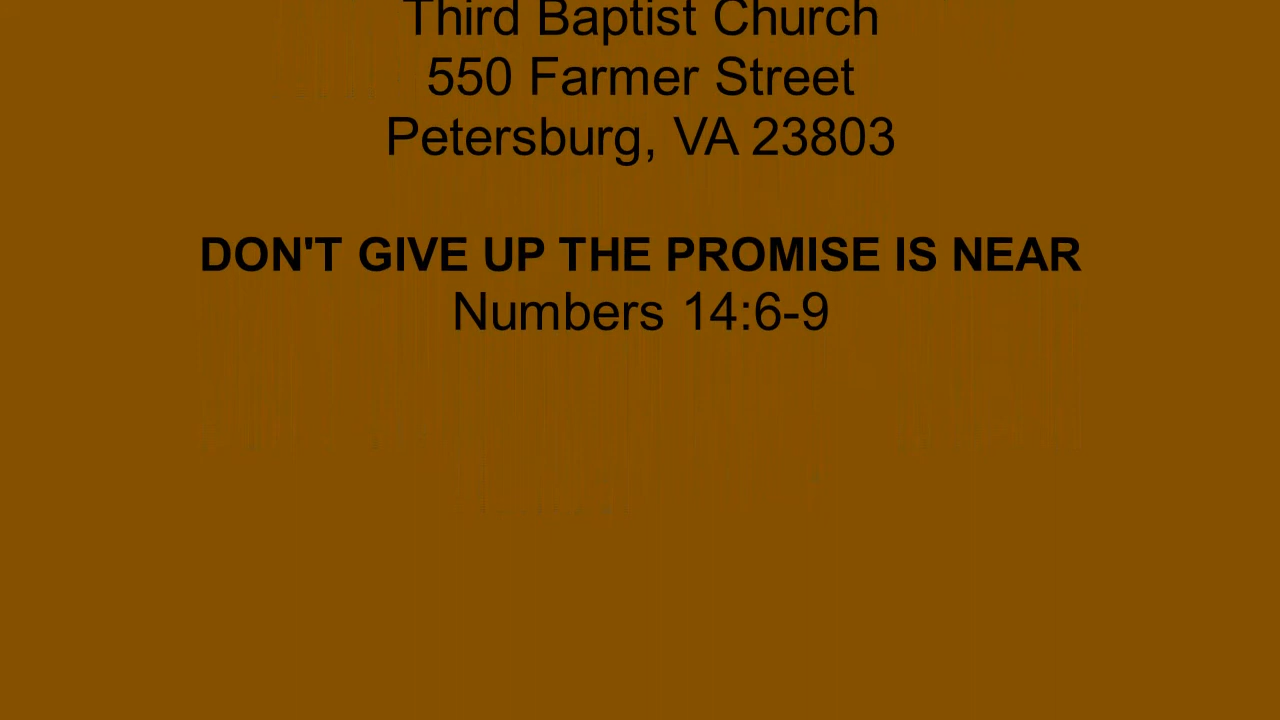 Third Baptist Church
550 Farmer Street
Petersburg, VA 23803
DON'T GIVE UP THE PROMISE IS NEAR
Numbers 14:6-9